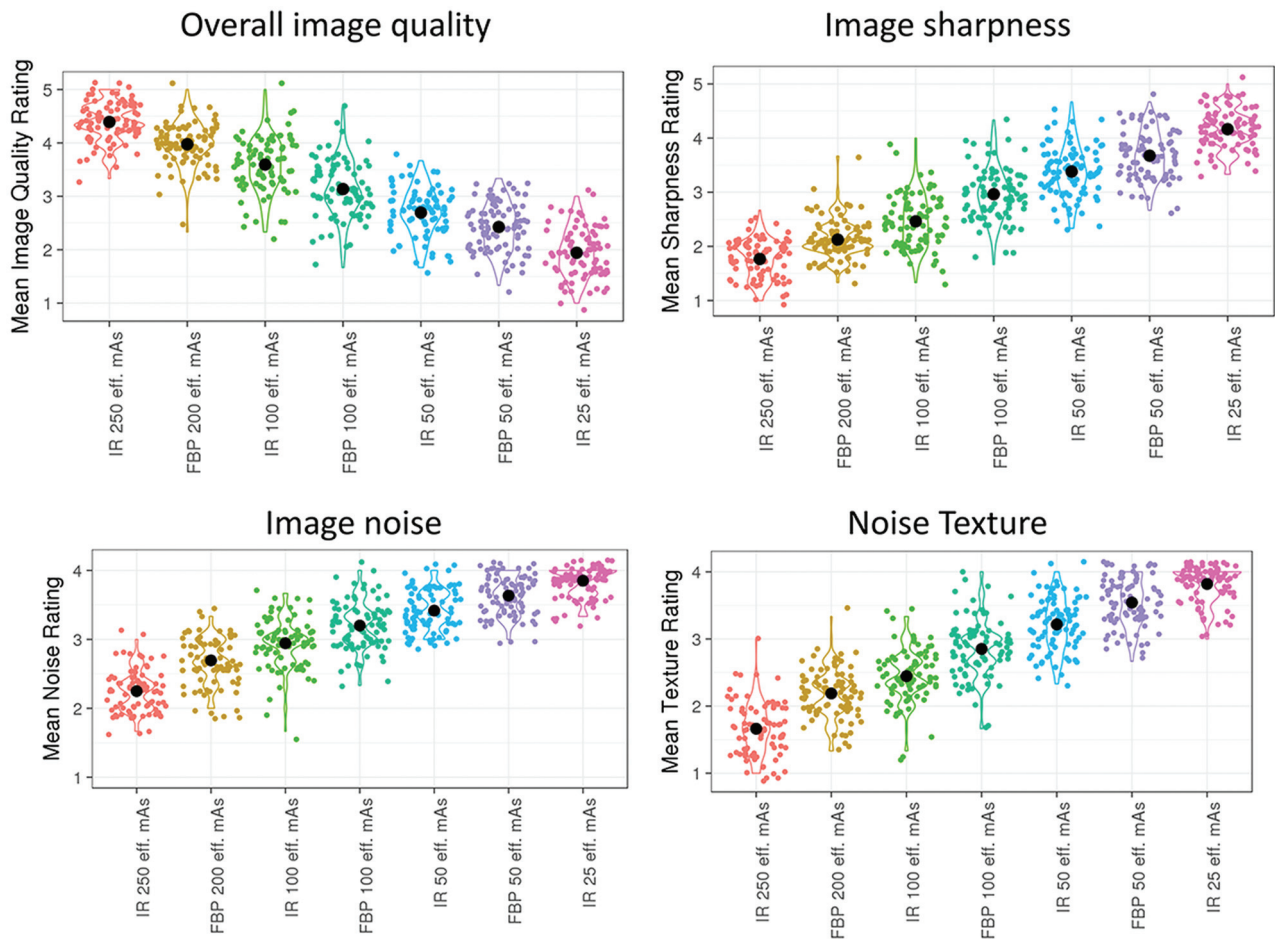 Overall image quality
Mean Image Quality Rating
5
4
3
2
1
IR 250 eff. mAs
FBP 200 eff. mAs
IR 100 eff. mAs
FBP 100 eff. mAs
IR 50 eff. mAs
FBP 50 eff. mAs
IR 25 eff. mAs
Image sharpness
Mean Sharpness Rating
5
4
3
2
1
IR 250 eff. mAs
FBP 200 eff. mAs
IR 100 eff. mAs
FBP 100 eff. mAs
IR 50 eff. mAs
FBP 50 eff. mAs
IR 25 eff. mAs
Image noise
Mean Noise Rating
4
3
2
1
IR 250 eff. mAs
FBP 200 eff. mAs
IR 100 eff. mAs
FBP 100 eff. mAs
IR 50 eff. mAs
FBP 50 eff. mAs
IR 25 eff. mAs
Noise Texture
Mean Texture Rating
4
3
2
1
IR 250 eff. mAs
FBP 200 eff. mAs
IR 100 eff. mAs
FBP 100 eff. mAs
IR 50 eff. mAs
FBP 50 eff. mAs
IR 25 eff. mAs